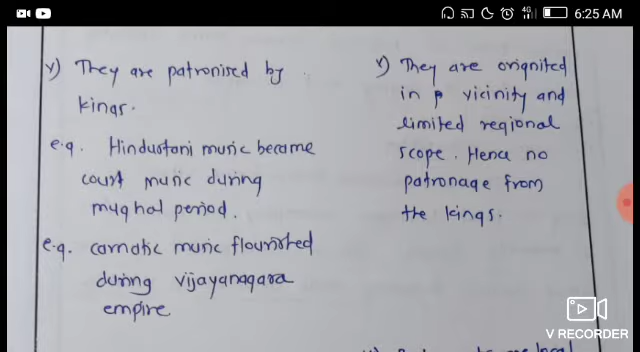 4G
6:25 AM
v) They are patronised by
kings.
e.g. Hindustani music became
court music during
mughal period.
e.g. carnatic music flourished
during vijayanagara
empire
v) They are orignited
in vicinity and
limited regional
scope. Hence no
patronage from
the kings.
V RECORDER